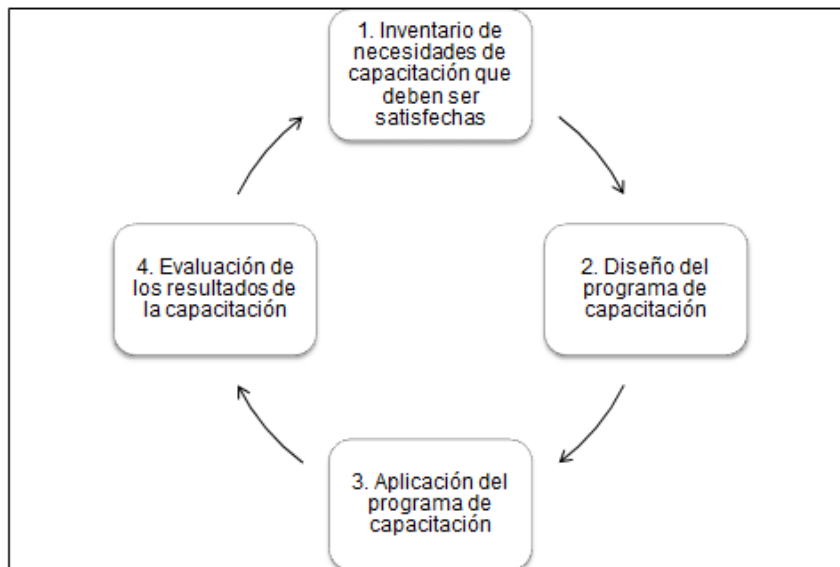 1. Inventario de
necesidades de
capacitación que
deben ser
satisfechas
2. Diseño del
programa de
capacitación
3. Aplicación del
programa de
capacitación
4. Evaluación de
los resultados de
la capacitación